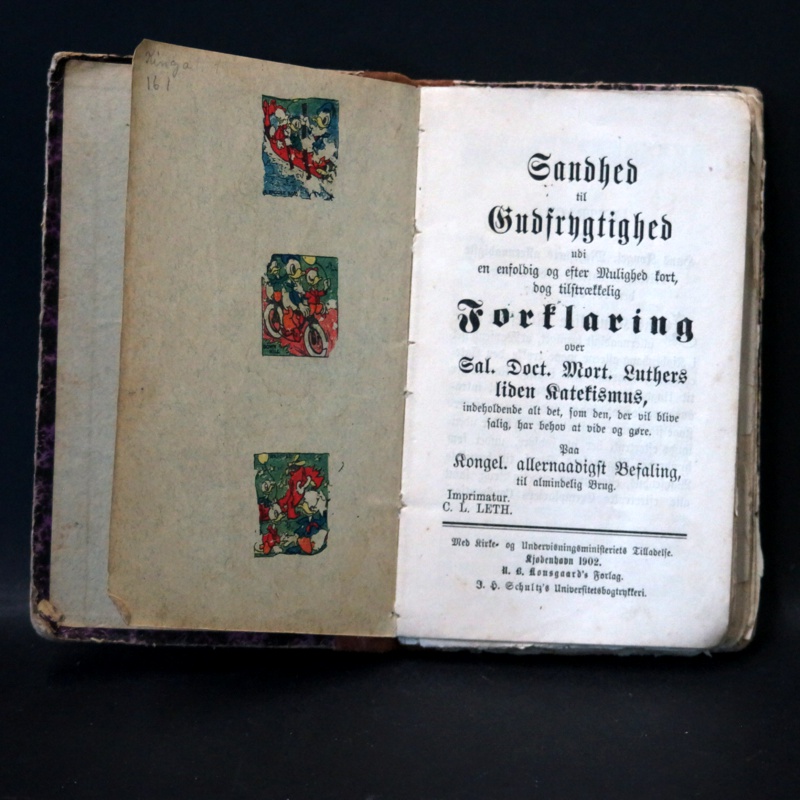 161
Sandhed
til
Gudfrygtighed
udi
en enfoldig og efter Mulighed kort,
dog tilstrækkelig
Forklaring
over
Sal. Doct. Mort. Luthers
liden Katekismus,
indeholdende alt det, som den, der vil blive
salig, har behov at vide og gøre.
Paa
Kongel. allernaadigst Befaling,
til almindelig Brug.
Imprimatur.
C. L. LETH.
Med Kirke- og Undervisningsministeriets Tilladelse.
Kjøbenhavn 1902.
U. B. Konsgaard's Forlag.
J. H. Schultz's Universitetsbogtrykkeri.